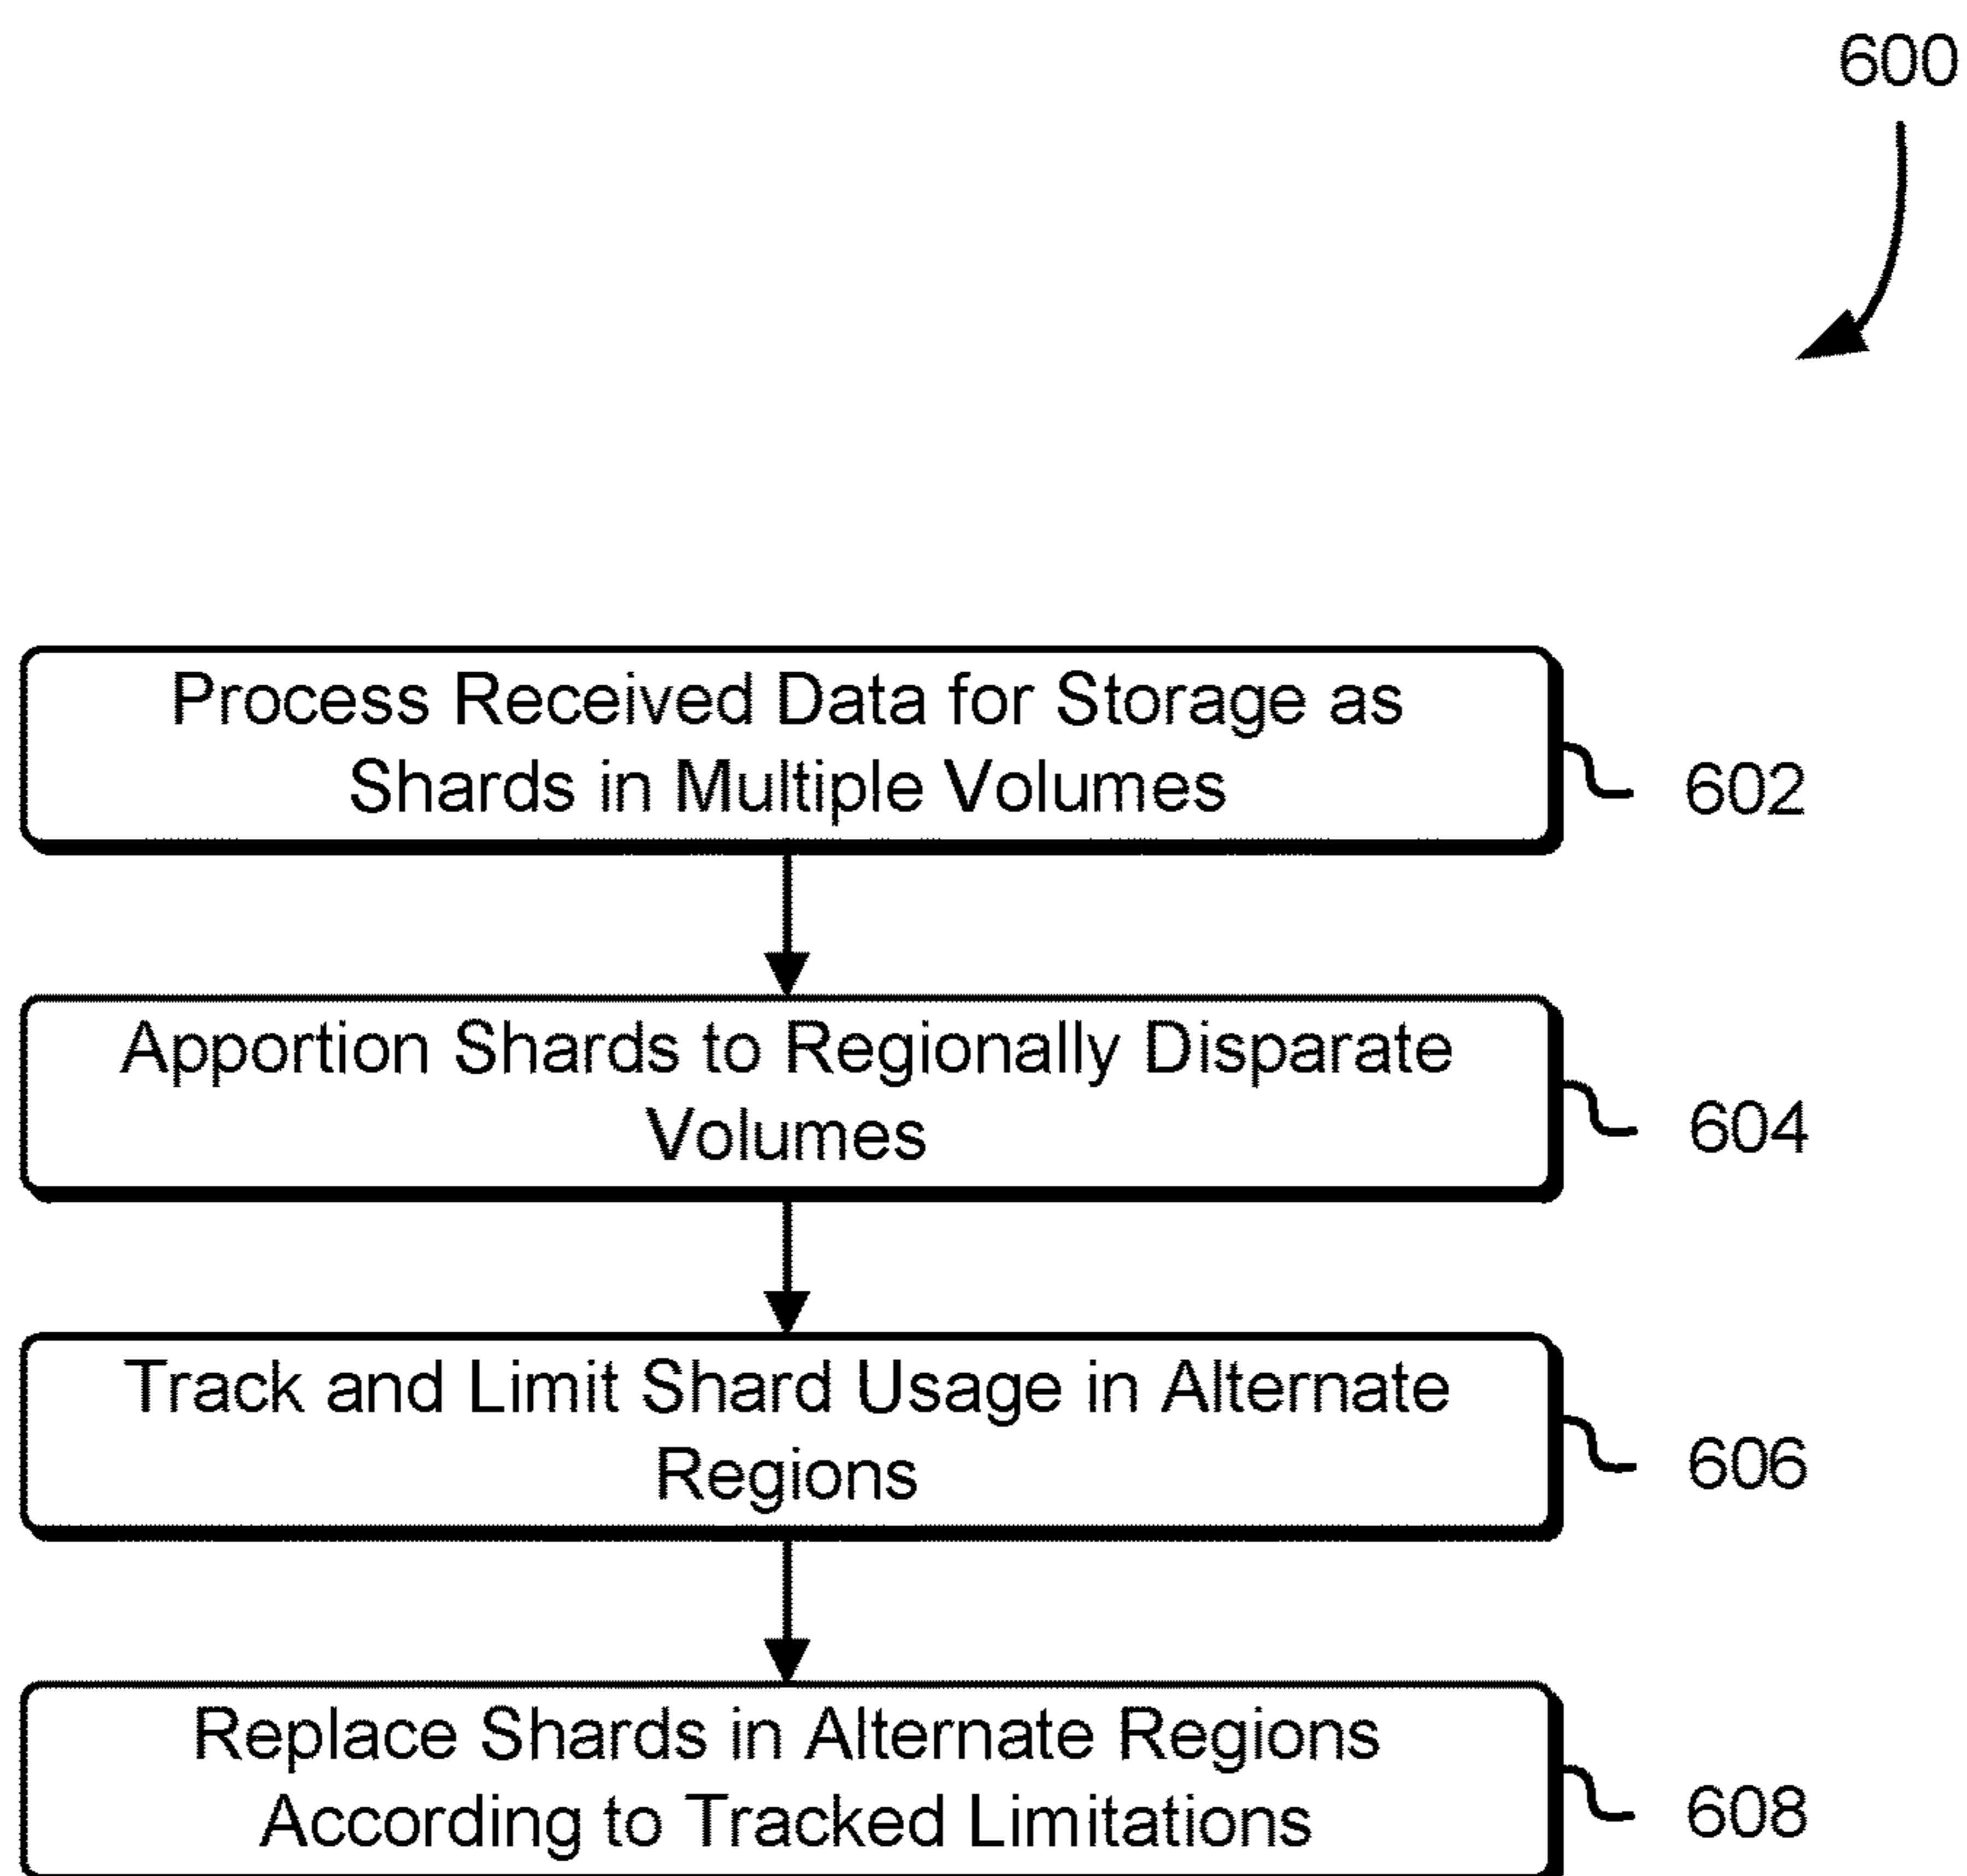 600
Process Received Data for Storage as
Shards in Multiple Volumes
602
Apportion Shards to Regionally Disparate
Volumes
604
Track and Limit Shard Usage in Alternate
Regions
606
Replace Shards in Alternate Regions
According to Tracked Limitations
608